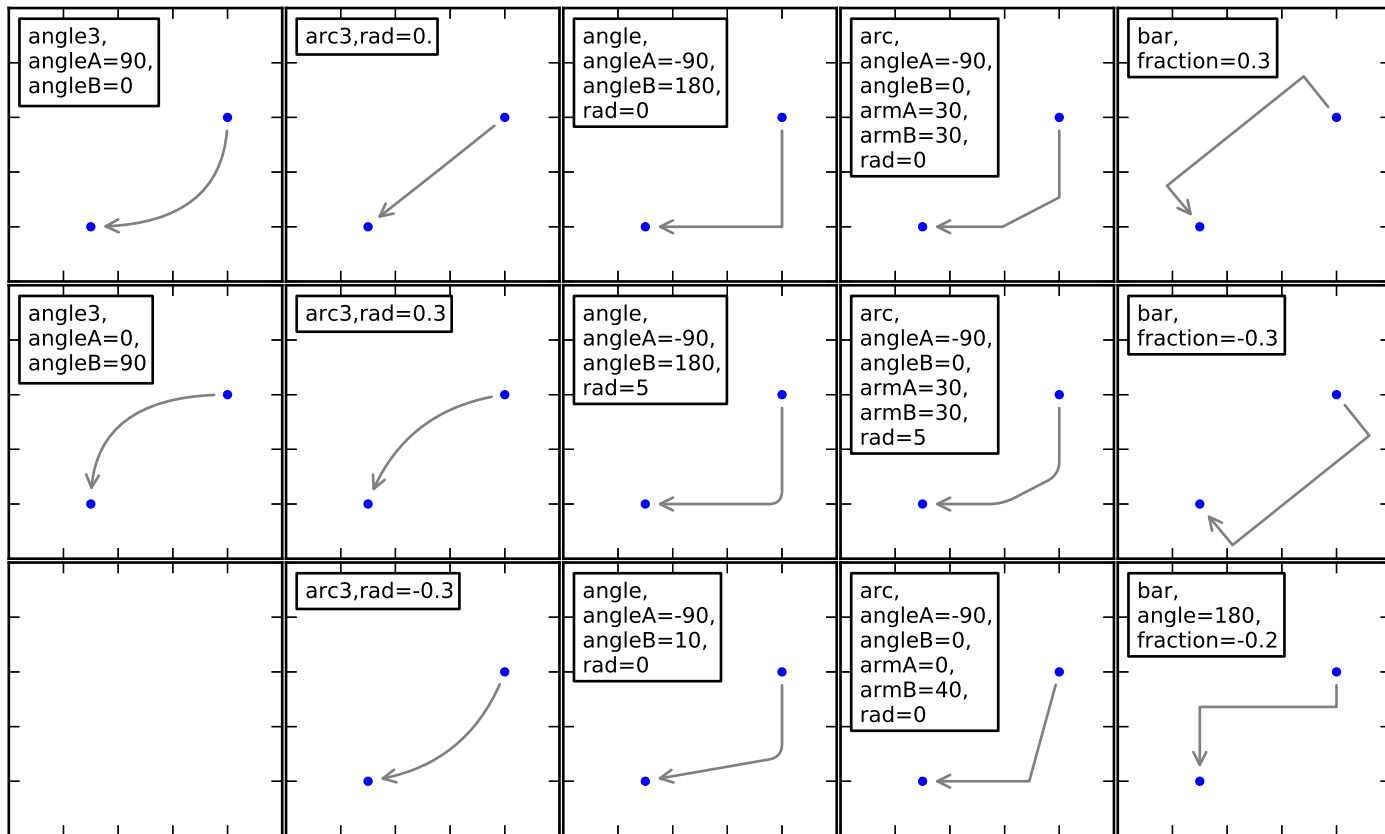 angle3,
angleA=90,
angleB=0
arc3,rad=0.
angle,
angleA=-90,
angleB=180,
rad=0
arc,
angleA=-90,
angleB=0,
armA=30,
armB=30,
rad=0
bar,
fraction=0.3
angle3,
angleA=0,
angleB=90
arc3,rad=0.3
angle,
angleA=-90,
angleB=180,
rad=5
arc,
angleA=-90,
angleB=0,
armA=30,
armB=30,
rad=5
bar,
fraction=-0.3
arc3,rad=-0.3
angle,
angleA=-90,
angleB=10,
rad=0
arc,
angleA=-90,
angleB=0,
armA=0,
armB=40,
rad=0
bar,
angle=180,
fraction=-0.2